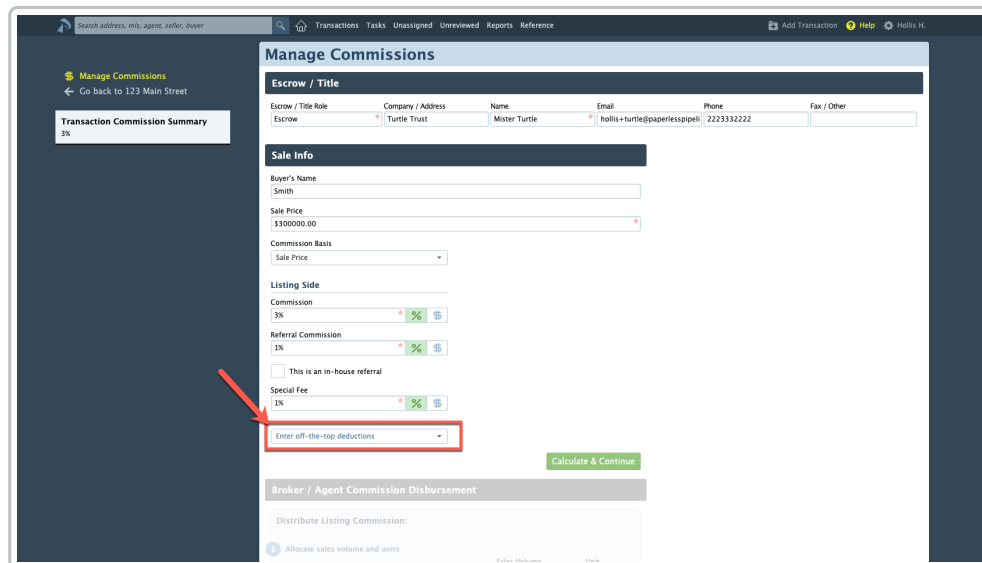 Search address, mls, agent, seller, buyer
Transactions Tasks Unassigned Unreviewed Reports Reference
Add Transaction Help Hollis H.
Manage Commissions
Go back to 123 Main Street
Transaction Commission Summary
3%
Manage Commissions
Escrow / Title
Escrow / Title Role Company / Address Name Email Phone Fax / Other
Escrow * Turtle Trust Mister Turtle * hollis+turtle@paperlesspipeli 2223332222
Sale Info
Buyer's Name
Smith
Sale Price
$300000.00 *
Commission Basis
Sale Price
Listing Side
Commission
3% * % $
Referral Commission
1% * % $
This is an in-house referral
Special Fee
1% * % $
Enter off-the-top deductions
Calculate & Continue
Broker / Agent Commission Disbursement
Distribute Listing Commission:
1 Allocate sales volume and units
Sales Volume Unit